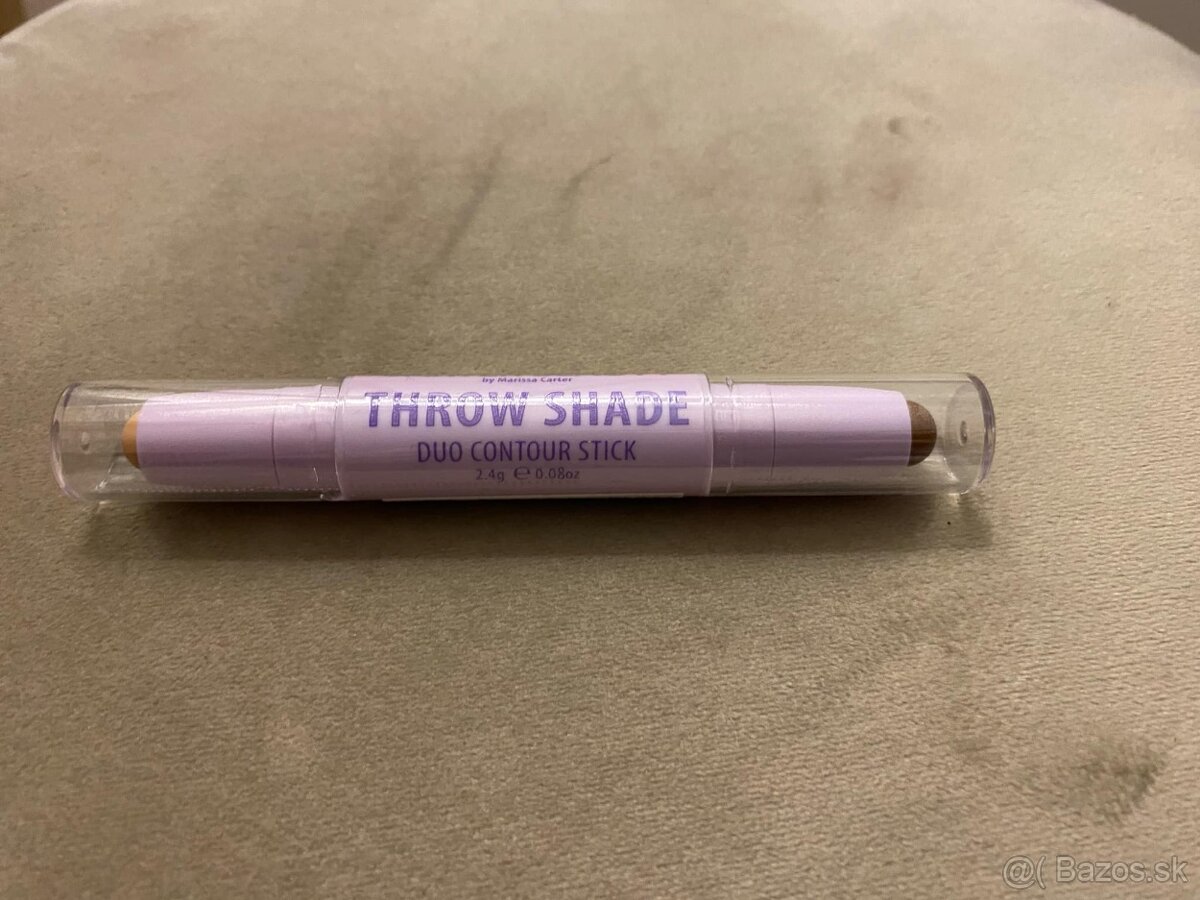 by Marissa Carter
THROW SHADE
DUO CONTOUR STICK
2.4g ℮ 0.08oz
@( Bazos.sk